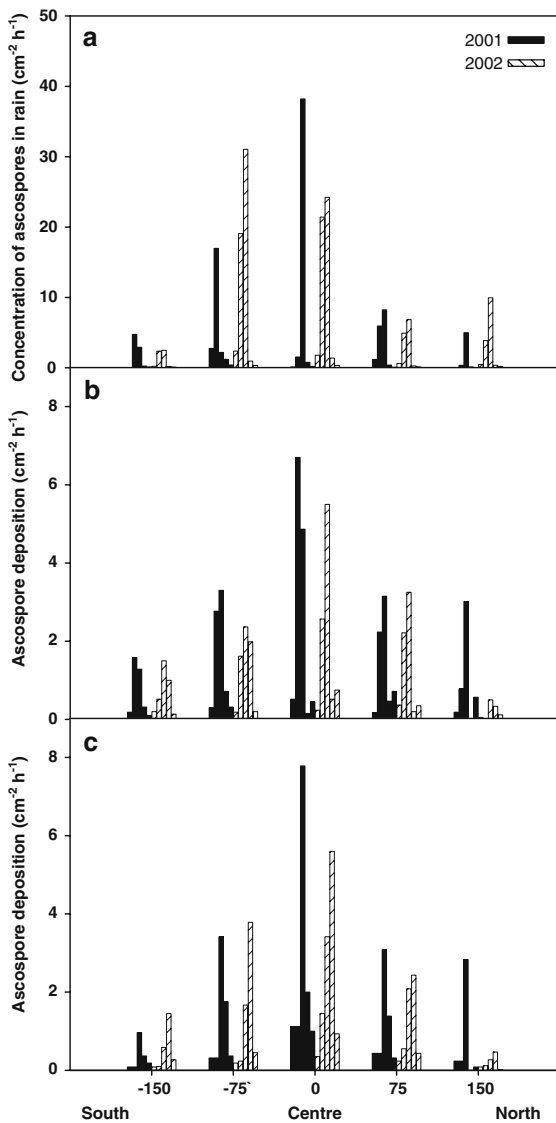 a
2001
2002
Concentration of ascospores in rain (cm⁻² h⁻¹)
50
40
30
20
10
0
b
Ascospore deposition (cm⁻² h⁻¹)
8
6
4
2
0
c
Ascospore deposition (cm⁻² h⁻¹)
8
6
4
2
0
-150 -75 0 75 150
South Centre North